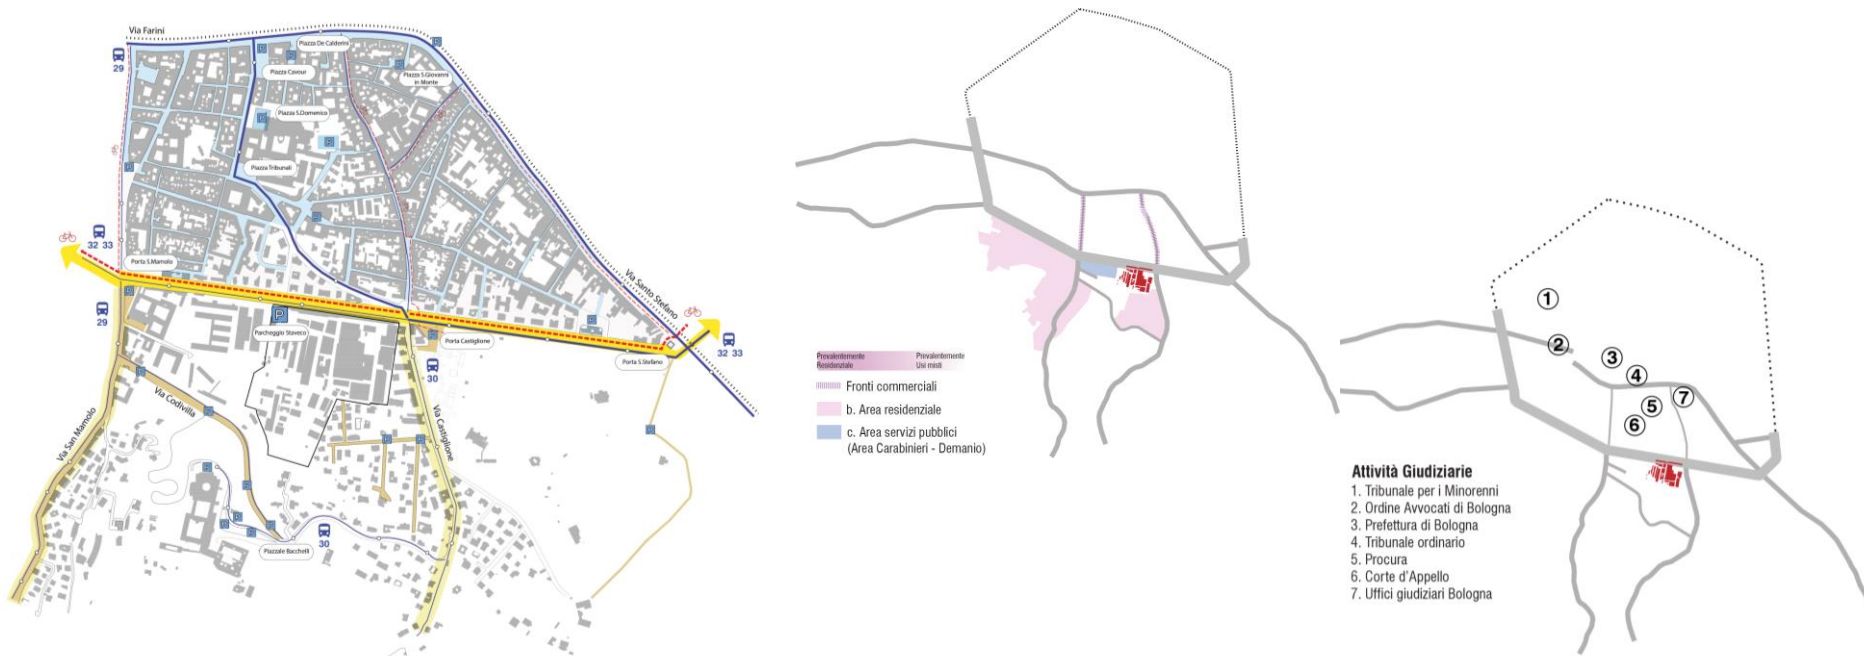 Via Farini
29
Piazza De Calderini
Piazza Cavour
Piazza S.Giovanni
in Monte
Piazza S.Domenico
Piazza Tribunali
32 33
Porta S.Mamolo
29
P
Parcheggio Staveco
Porta Castiglione
30
Via Santo Stefano
Porta S.Stefano
32 33
Via San Mamolo
Via Codivilla
Via Castiglione
Piazzale Bacchelli
30
Prevalentemente
Residenziale
Prevalentemente
Usi misti
Fronti commerciali
b. Area residenziale
c. Area servizi pubblici
(Area Carabinieri - Demanio)
1
2
3
4
5
6
7
Attività Giudiziarie
1. Tribunale per i Minorenni
2. Ordine Avvocati di Bologna
3. Prefettura di Bologna
4. Tribunale ordinario
5. Procura
6. Corte d'Appello
7. Uffici giudiziari Bologna